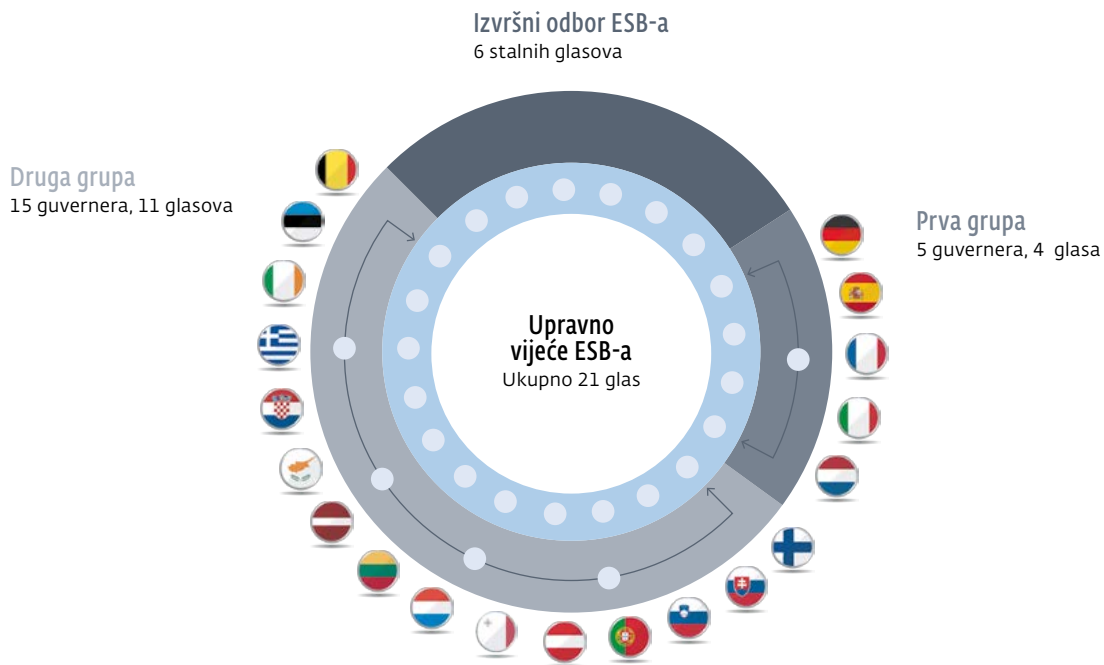 Izvršni odbor ESB-a
6 stalnih glasova
Druga grupa
15 guvernera, 11 glasova
Prva grupa
5 guvernera, 4 glasa
Upravno
vijeće ESB-a
Ukupno 21 glas